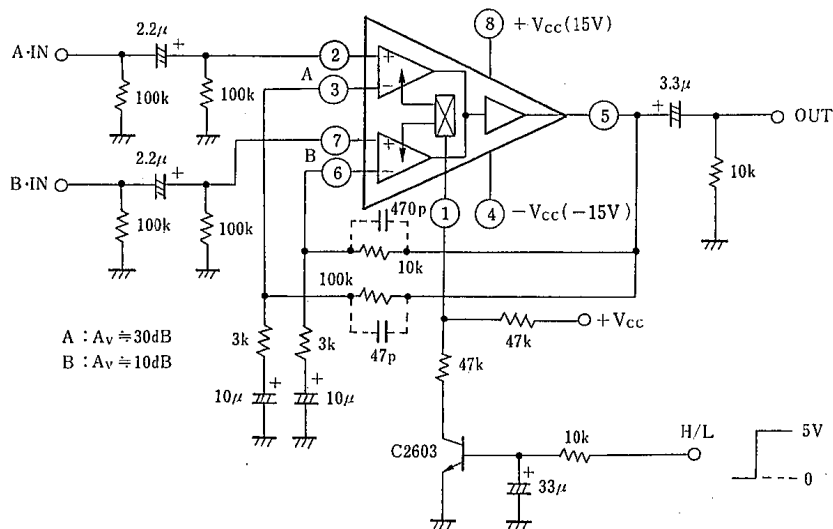 8 +Vcc(15V)
2.2μ
A·IN + 2 +
A
3 −
100k 100k
3.3μ
+ 5 OUT
7 +
B
6 −
2.2μ
B·IN +
100k 100k
10k
1 4 −Vcc(−15V)
470p
10k
100k
47p
A : Av≒30dB
B : Av≒10dB
3k 3k
+ +
10μ 10μ
47k +Vcc
47k
C2603
10k H/L
5V
0
+
33μ